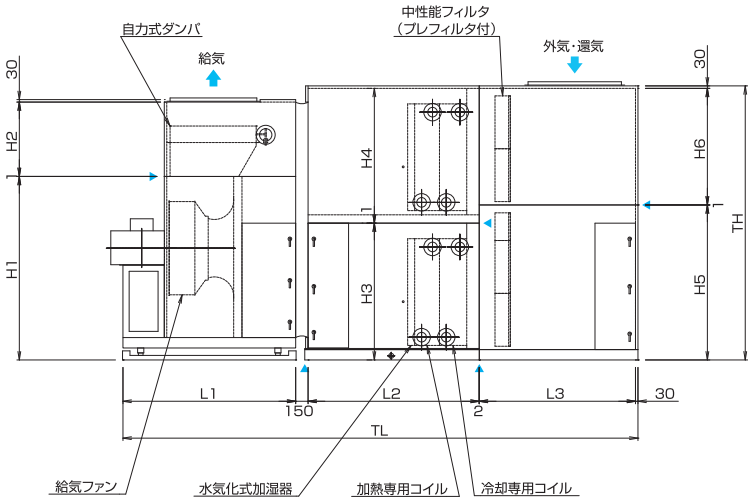 中性能フィルタ
（プレフィルタ付）
自力式ダンパ
給気
外気・還気
30
30
H2
H4
H6
1
1
1
TH
H1
H3
H5
L1
150
L2
2
L3
30
TL
給気ファン
水気化式加湿器
加熱専用コイル
冷却専用コイル